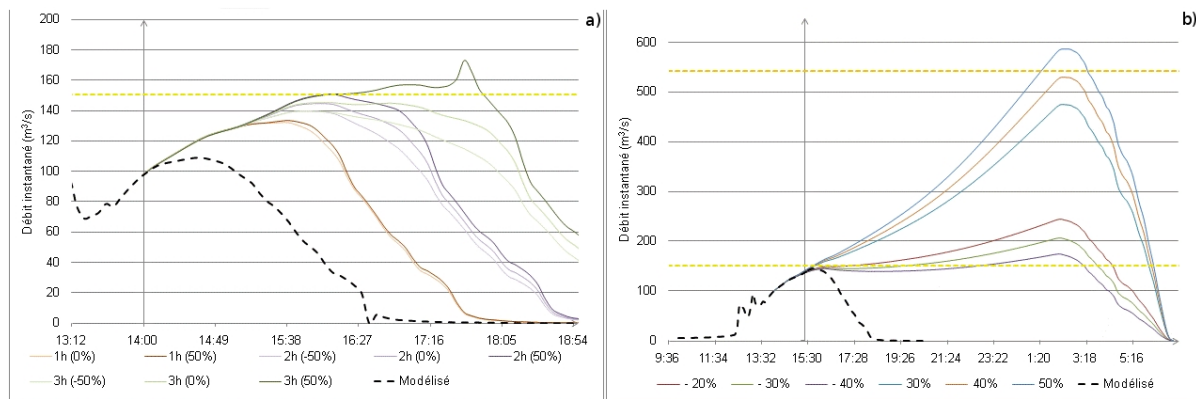 a)
200
180
160
140
120
100
80
60
40
20
0
Débit instantané (m³/s)
13:12 14:00 14:49 15:38 16:27 17:16 18:05 18:54
1h (0%) 1h (50%) 2h (-50%) 2h (0%) 2h (50%)
3h (-50%) 3h (0%) 3h (50%) Modélisé
b)
600
500
400
300
200
100
0
Débit instantané (m³/s)
9:36 11:34 13:32 15:30 17:28 19:26 21:24 23:22 1:20 3:18 5:16
- 20% - 30% - 40% 30% 40% 50% Modélisé